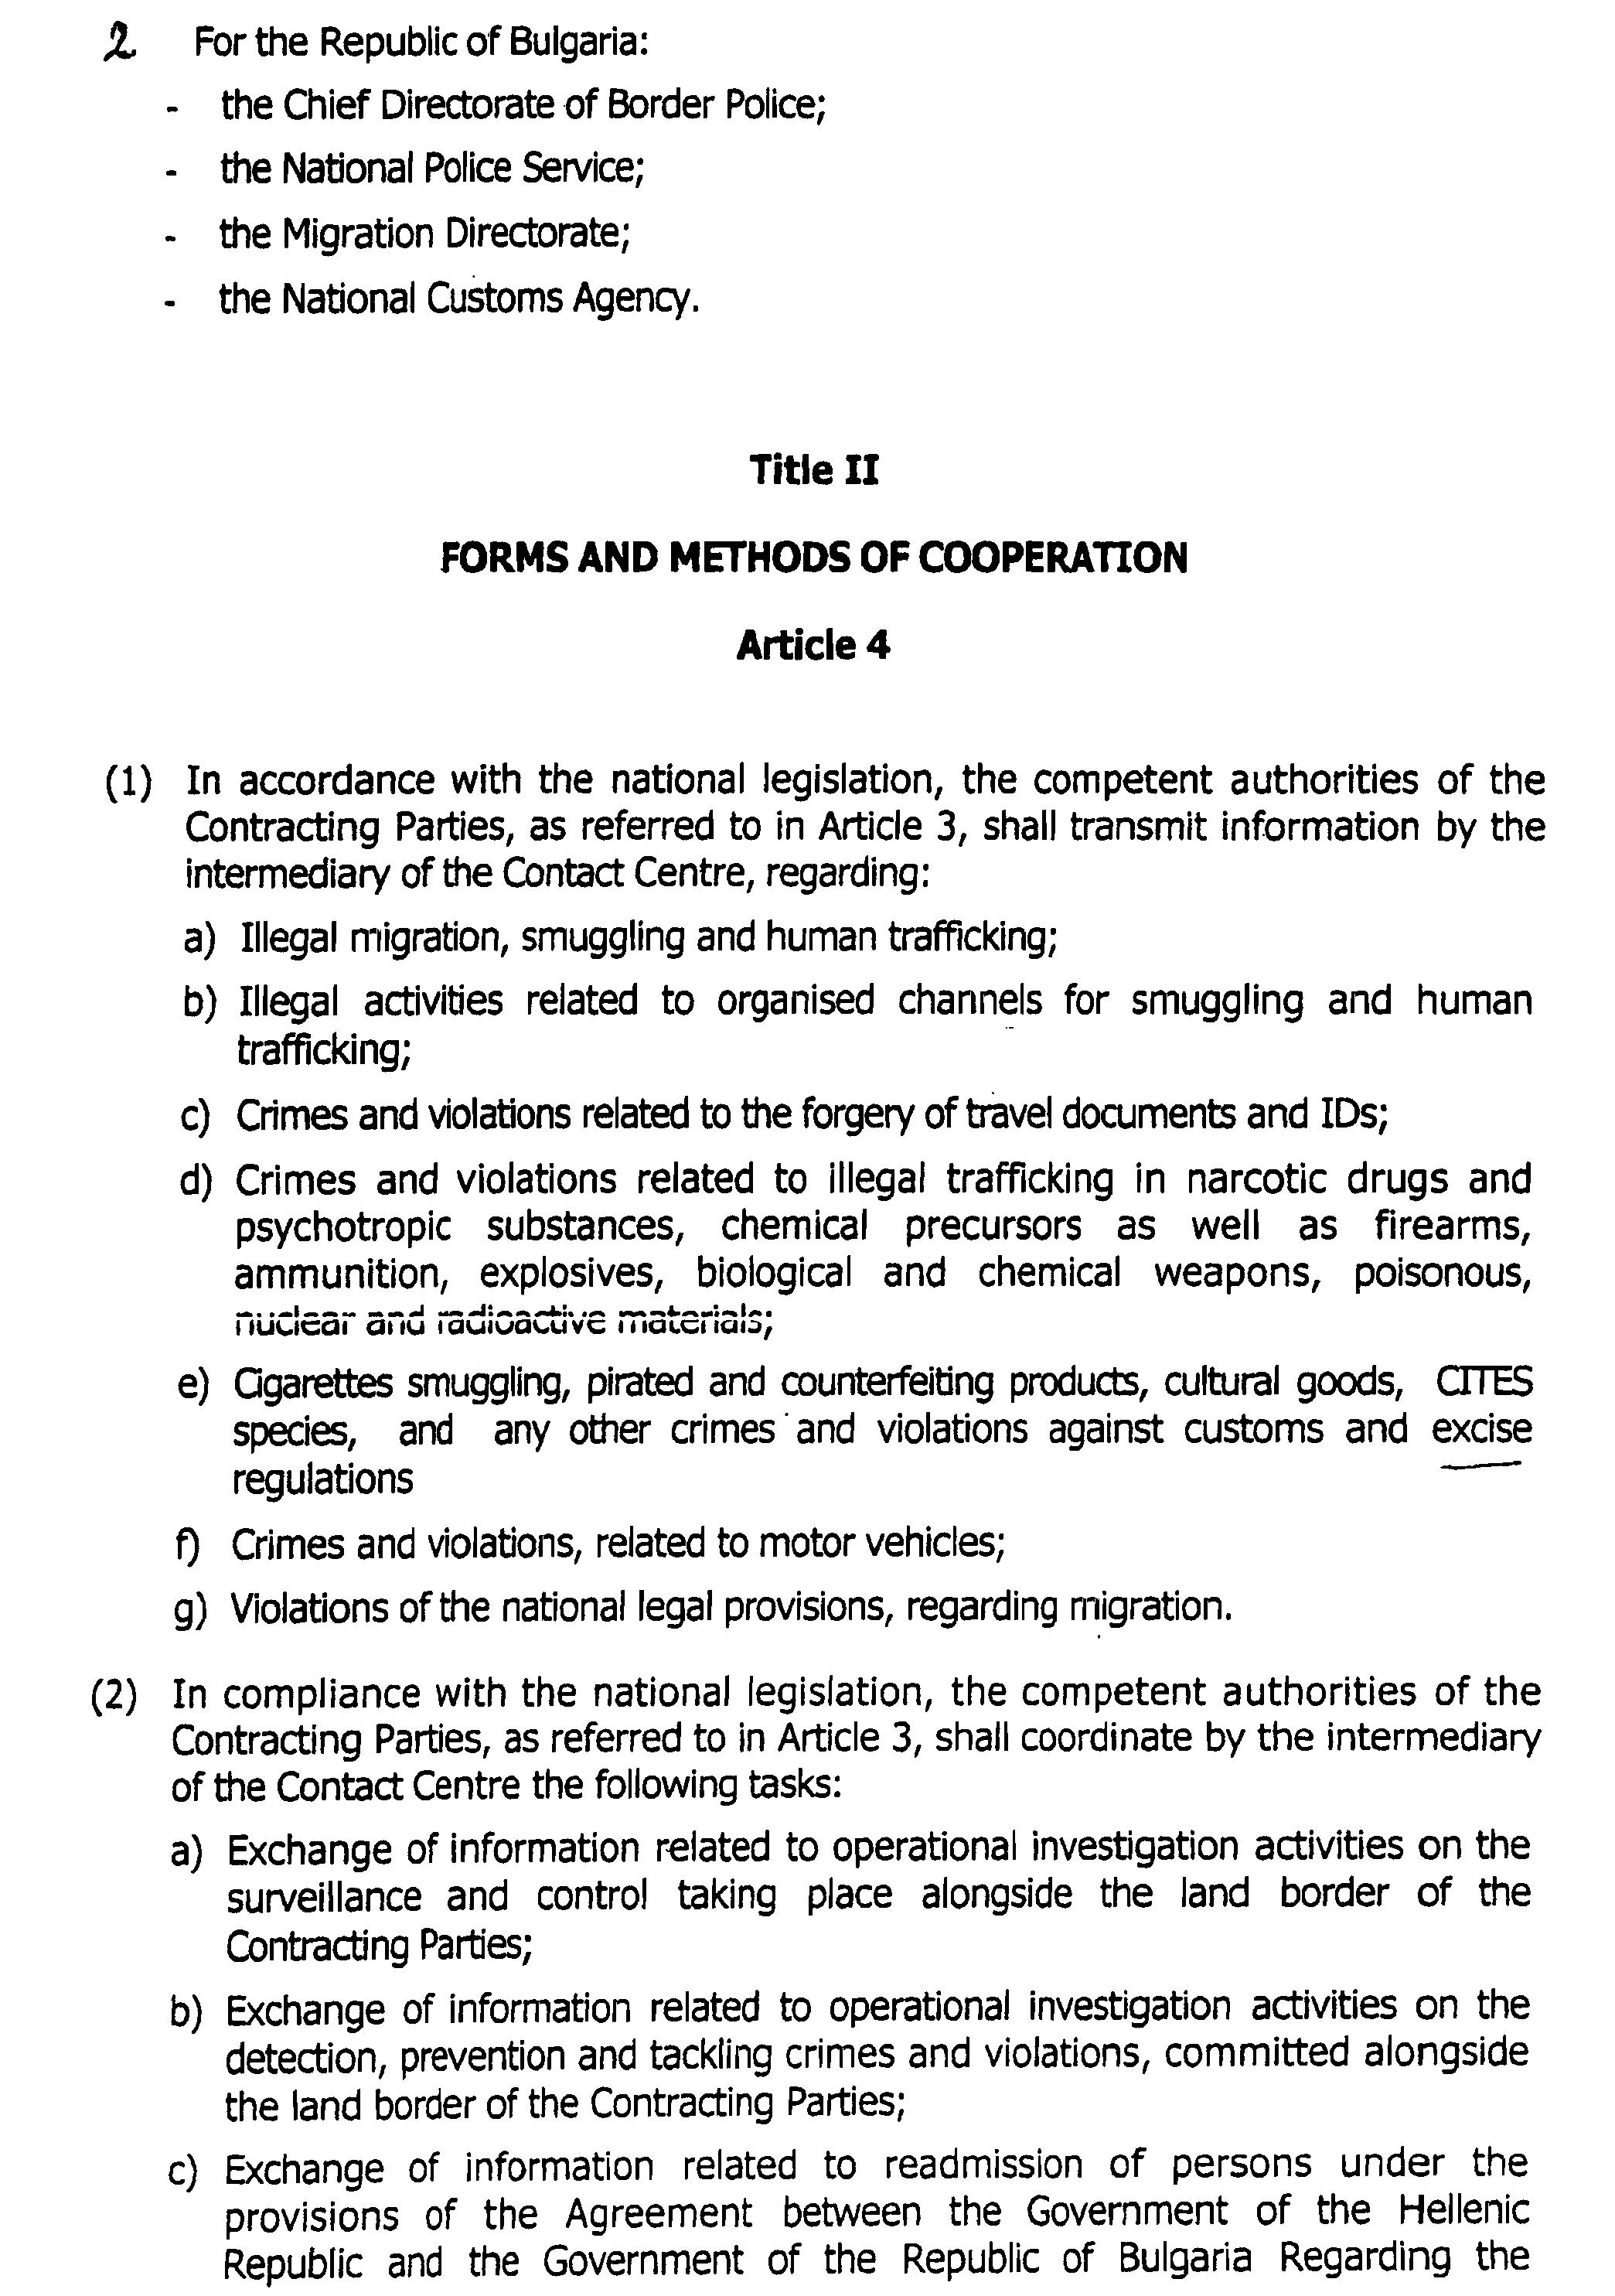 2. For the Republic of Bulgaria:
- the Chief Directorate of Border Police;
- the National Police Service;
- the Migration Directorate;
- the National Customs Agency.
Title II
FORMS AND METHODS OF COOPERATION
Article 4
(1) In accordance with the national legislation, the competent authorities of the
Contracting Parties, as referred to in Article 3, shall transmit information by the
intermediary of the Contact Centre, regarding:
a) Illegal migration, smuggling and human trafficking;
b) Illegal activities related to organised channels for smuggling and human
trafficking;
c) Crimes and violations related to the forgery of travel documents and IDs;
d) Crimes and violations related to illegal trafficking in narcotic drugs and
psychotropic substances, chemical precursors as well as firearms,
ammunition, explosives, biological and chemical weapons, poisonous,
nuclear and radioactive materials;
e) Cigarettes smuggling, pirated and counterfeiting products, cultural goods, CITES
species, and any other crimes and violations against customs and excise
regulations
f) Crimes and violations, related to motor vehicles;
g) Violations of the national legal provisions, regarding migration.
(2) In compliance with the national legislation, the competent authorities of the
Contracting Parties, as referred to in Article 3, shall coordinate by the intermediary
of the Contact Centre the following tasks:
a) Exchange of information related to operational investigation activities on the
surveillance and control taking place alongside the land border of the
Contracting Parties;
b) Exchange of information related to operational investigation activities on the
detection, prevention and tackling crimes and violations, committed alongside
the land border of the Contracting Parties;
c) Exchange of information related to readmission of persons under the
provisions of the Agreement between the Government of the Hellenic
Republic and the Government of the Republic of Bulgaria Regarding the